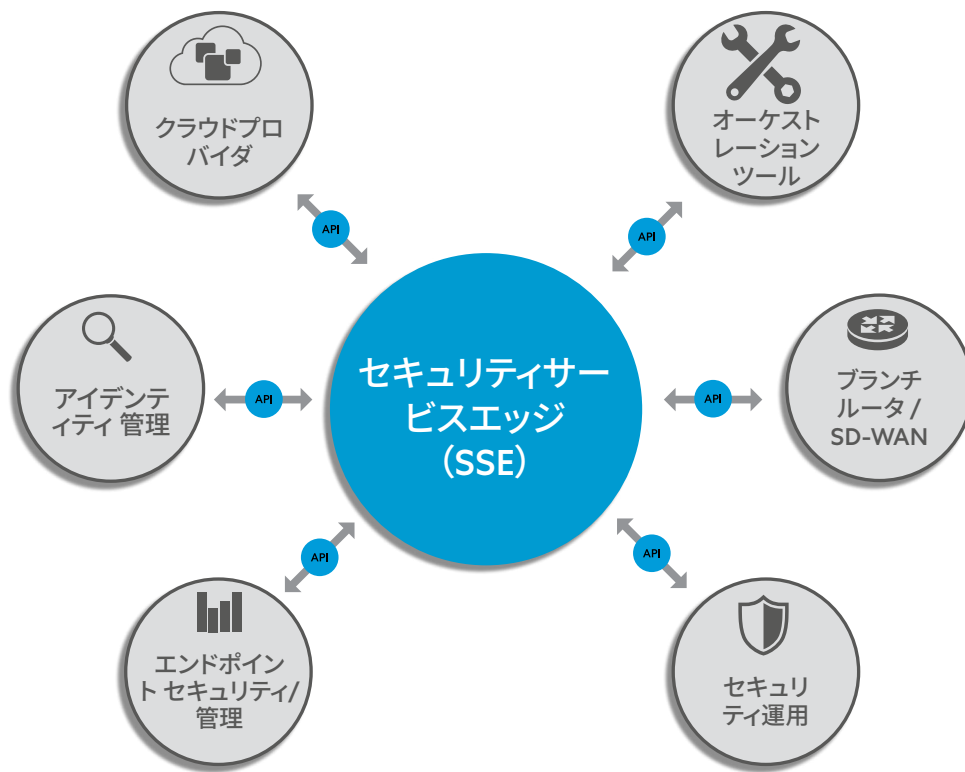 クラウドプロ
バイダ
オーケスト
レーション
ツール
API
API
セキュリティサー
ビスエッジ
（SSE）
アイデンテ
ィティ 管理
API
API
ブランチ
ルータ /
SD-WAN
API
API
エンドポイン
ト セキュリティ/
管理
セキュリ
ティ運用